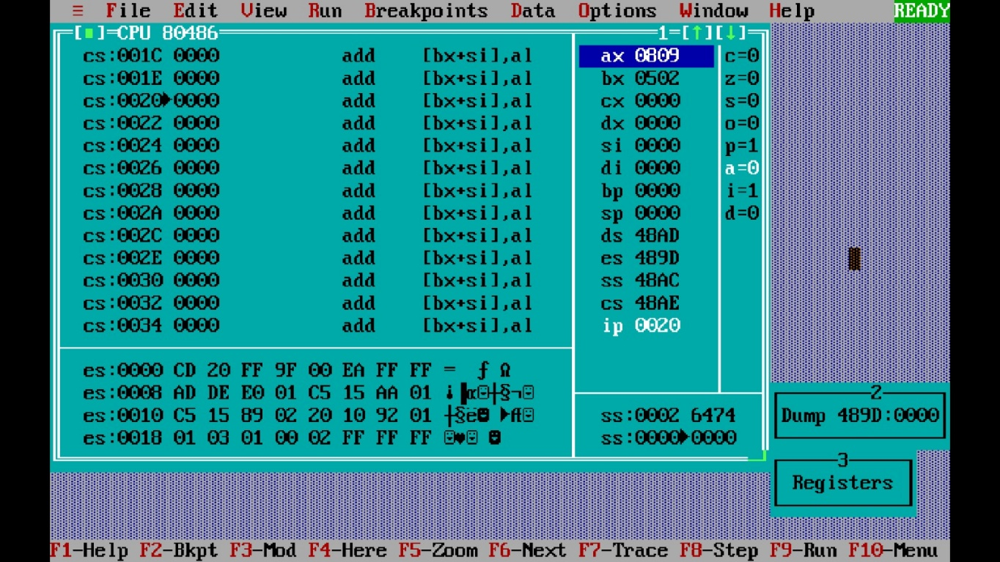 ≡ File Edit View Run Breakpoints Data Options Window Help READY
[■]=CPU 80486 1=[↑][↓]
cs:001C 0000 add [bx+si],al ax 0809 c=0
cs:001E 0000 add [bx+si],al bx 0502 z=0
cs:0020►0000 add [bx+si],al cx 0000 s=0
cs:0022 0000 add [bx+si],al dx 0000 o=0
cs:0024 0000 add [bx+si],al si 0000 p=1
cs:0026 0000 add [bx+si],al di 0000 a=0
cs:0028 0000 add [bx+si],al bp 0000 i=1
cs:002A 0000 add [bx+si],al sp 0000 d=0
cs:002C 0000 add [bx+si],al ds 48AD
cs:002E 0000 add [bx+si],al es 489D
cs:0030 0000 add [bx+si],al ss 48AC
cs:0032 0000 add [bx+si],al cs 48AE
cs:0034 0000 add [bx+si],al ip 0020
es:0000 CD 20 FF 9F 00 EA FF FF = ƒ Ω
es:0008 AD DE E0 01 C5 15 AA 01 ¡▐α☺┼§¬☺
es:0010 C5 15 89 02 20 10 92 01 ┼§ë☻ ►Æ☺
es:0018 01 03 01 00 02 FF FF FF ☺♥☺ ☻
ss:0002 6474
ss:0000►0000
2
Dump 489D:0000
3
Registers
F1-Help F2-Bkpt F3-Mod F4-Here F5-Zoom F6-Next F7-Trace F8-Step F9-Run F10-Menu